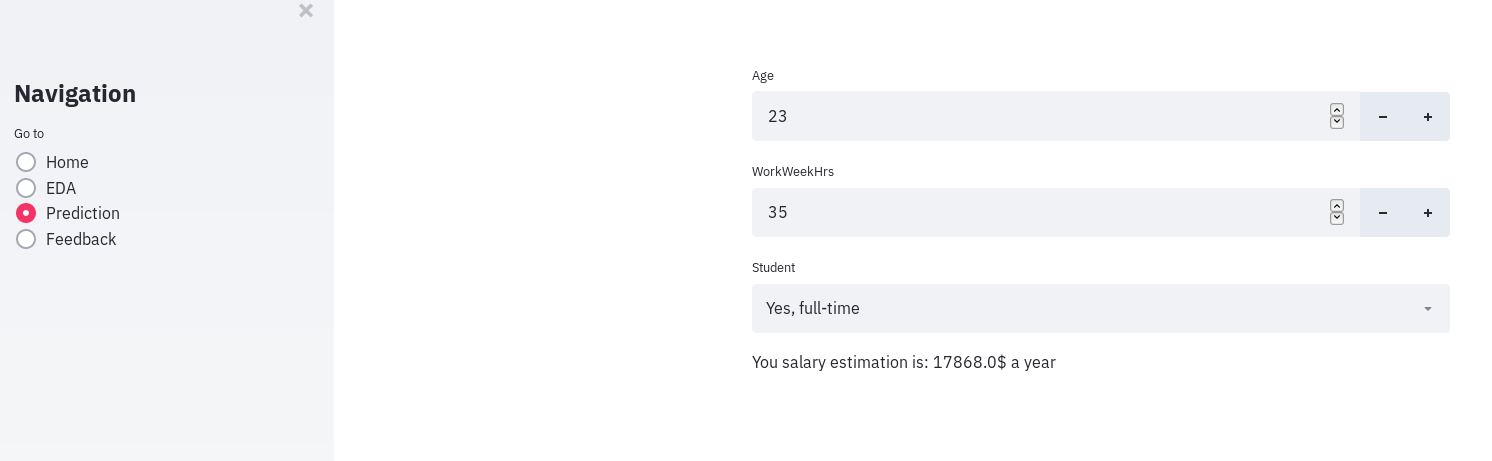 Navigation
Go to
Home
EDA
Prediction
Feedback
Age
23
WorkWeekHrs
35
Student
Yes, full-time
You salary estimation is: 17868.0$ a year